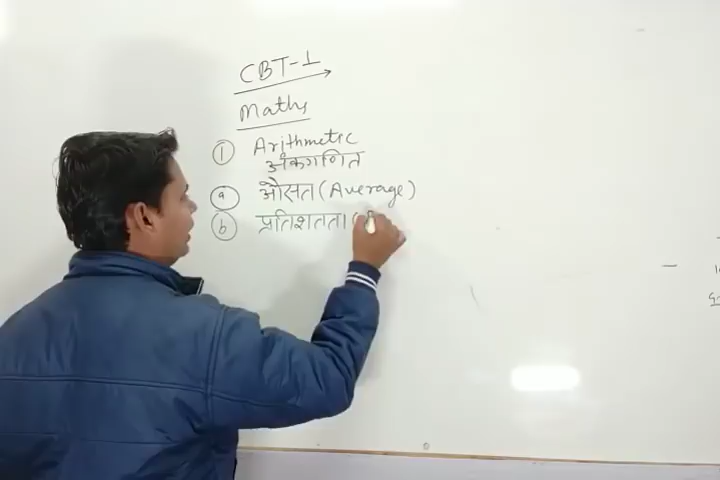 CBT-1
Maths
① Arithmetic
अंकगणित
ⓐ औसत (Average)
ⓑ प्रतिशतता (